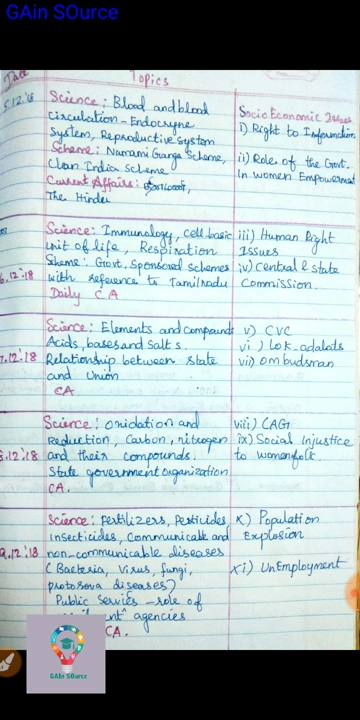 GAin SOurce
Date
Topics
5.12.18
Science: Blood and blood
circulation - Endocryne
System, Reproductive system
Scheme: Namami Ganga Scheme,
Clean India Scheme
Current Affairs:
The Hindu
Socio Economic Issues
i) Right to Information
ii) Role of the Govt.
in women Empowerment
6.12.18
Science: Immunology, cell-basic
unit of life, Respiration
Sheme: Govt. Sponsored schemes
with reference to Tamilnadu
Daily CA
iii) Human Right
Issues
iv) Central & state
Commission.
7.12.18
Science: Elements and compounds
Acids, bases and Salts.
Relationship between State
and Union
CA
v) CVC
vi) Lok-adalats
vii) ombudsman
8.12.18
Science: oxidation and
Reduction, Carbon, nitrogen
and their compounds.
State government Organization
CA.
viii) CAG
ix) Social Injustice
to womenfolk.
9.12.18
Science: Fertilizers, Pesticides
Insecticides, Communicable and
non-communicable diseases
(Bacteria, Virus, fungi,
protozova diseases)
Public Servies - role of
agencies
CA.
x) Population
Explosion
xi) UnEmployment
GAIn SOurce